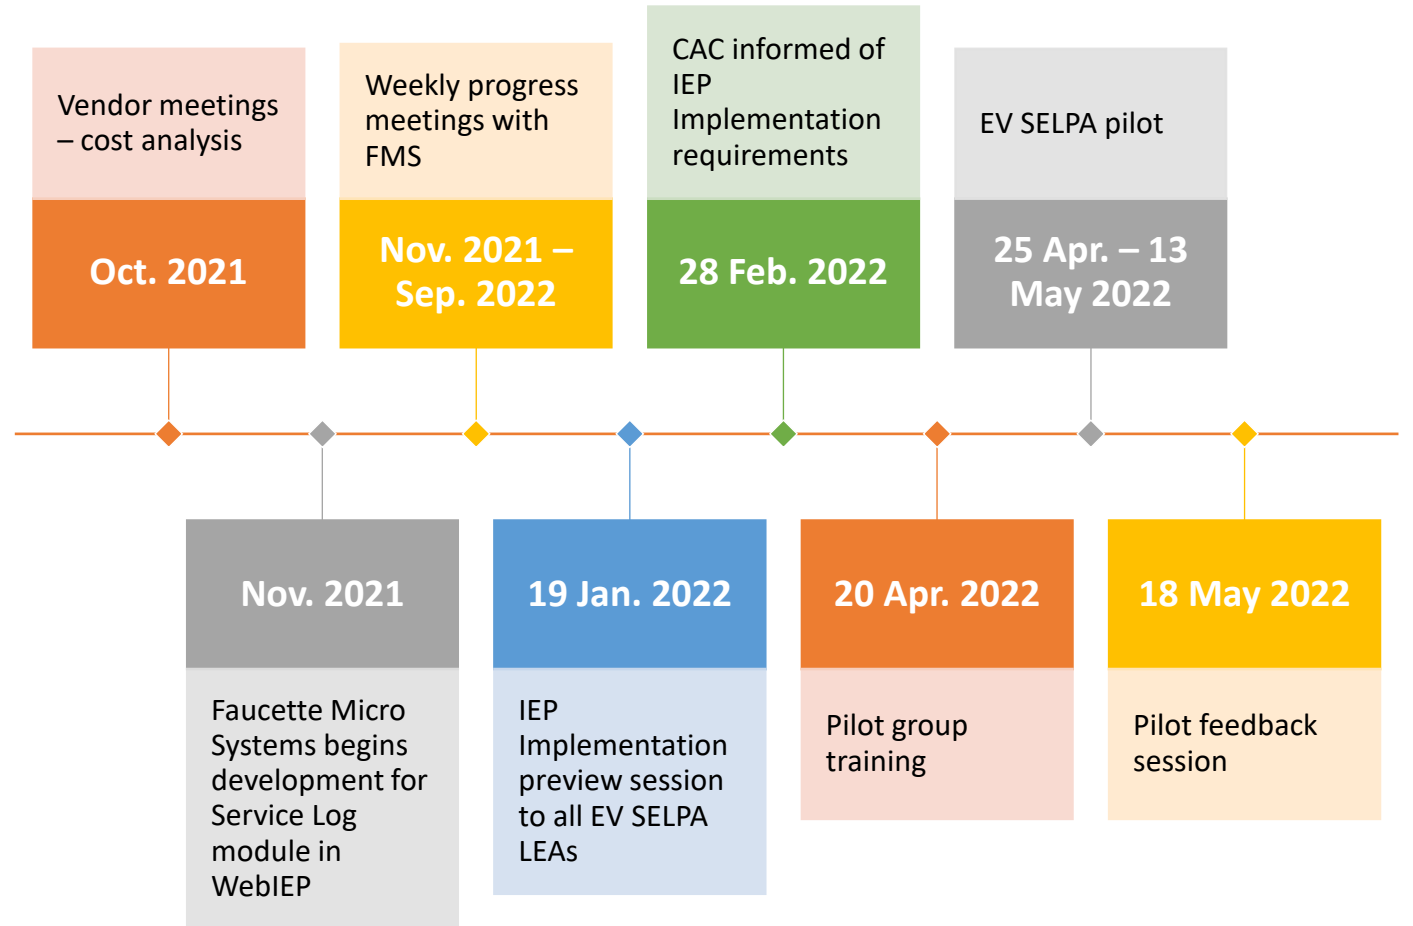 Vendor meetings
– cost analysis
Oct. 2021
Weekly progress
meetings with
FMS
Nov. 2021 –
Sep. 2022
CAC informed of
IEP
Implementation
requirements
28 Feb. 2022
EV SELPA pilot
25 Apr. – 13
May 2022
Nov. 2021
Faucette Micro
Systems begins
development for
Service Log
module in
WebIEP
19 Jan. 2022
IEP
Implementation
preview session
to all EV SELPA
LEAs
20 Apr. 2022
Pilot group
training
18 May 2022
Pilot feedback
session